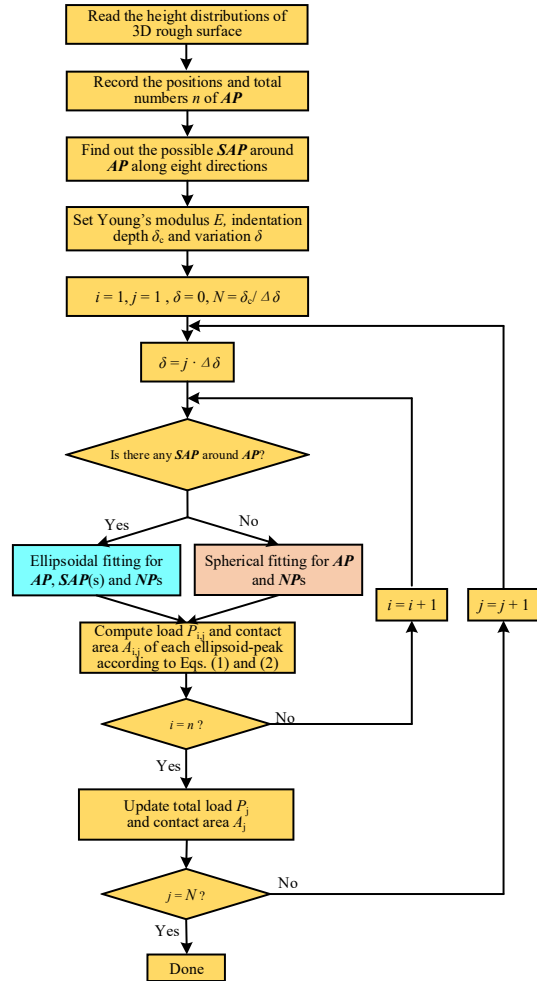 Read the height distributions of
3D rough surface
Record the positions and total
numbers n of AP
Find out the possible SAP around
AP along eight directions
Set Young's modulus E, indentation
depth δc and variation δ
i = 1, j = 1 , δ = 0, N = δc/ Δδ
δ = j · Δδ
Is there any SAP around AP?
Yes
No
Ellipsoidal fitting for
AP, SAP(s) and NPs
Spherical fitting for AP
and NPs
i = i + 1
j = j + 1
Compute load Pi,j and contact
area Ai,j of each ellipsoid-peak
according to Eqs. (1) and (2)
i = n ?
No
Yes
Update total load Pj
and contact area Aj
j = N ?
No
Yes
Done